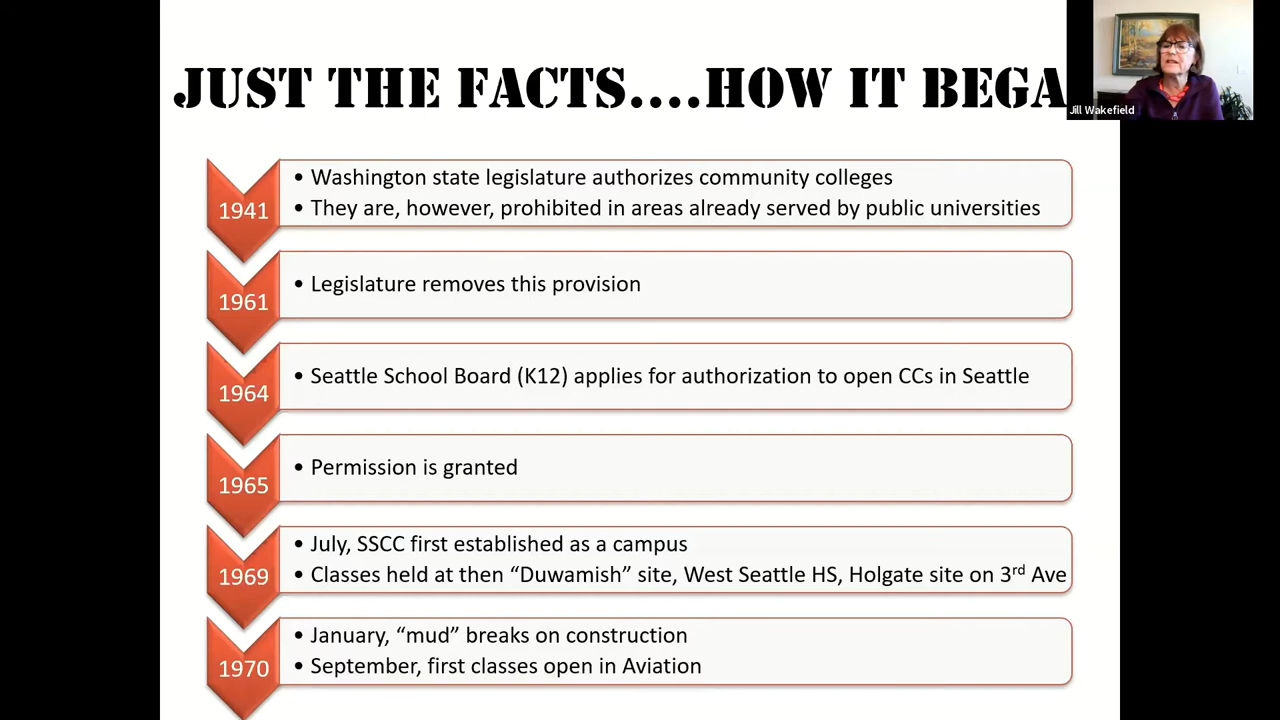 JUST THE FACTS....HOW IT BEGA
Jill Wakefield
1941
• Washington state legislature authorizes community colleges
• They are, however, prohibited in areas already served by public universities
1961
• Legislature removes this provision
1964
• Seattle School Board (K12) applies for authorization to open CCs in Seattle
1965
• Permission is granted
1969
• July, SSCC first established as a campus
• Classes held at then “Duwamish” site, West Seattle HS, Holgate site on 3rd Ave
1970
• January, “mud” breaks on construction
• September, first classes open in Aviation